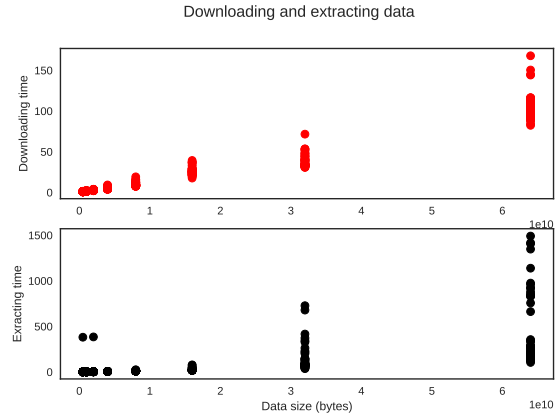 Downloading and extracting data
Downloading time
150
100
50
0
0 1 2 3 4 5 6
1e10
Exracting time
1500
1000
500
0
0 1 2 3 4 5 6
1e10
Data size (bytes)